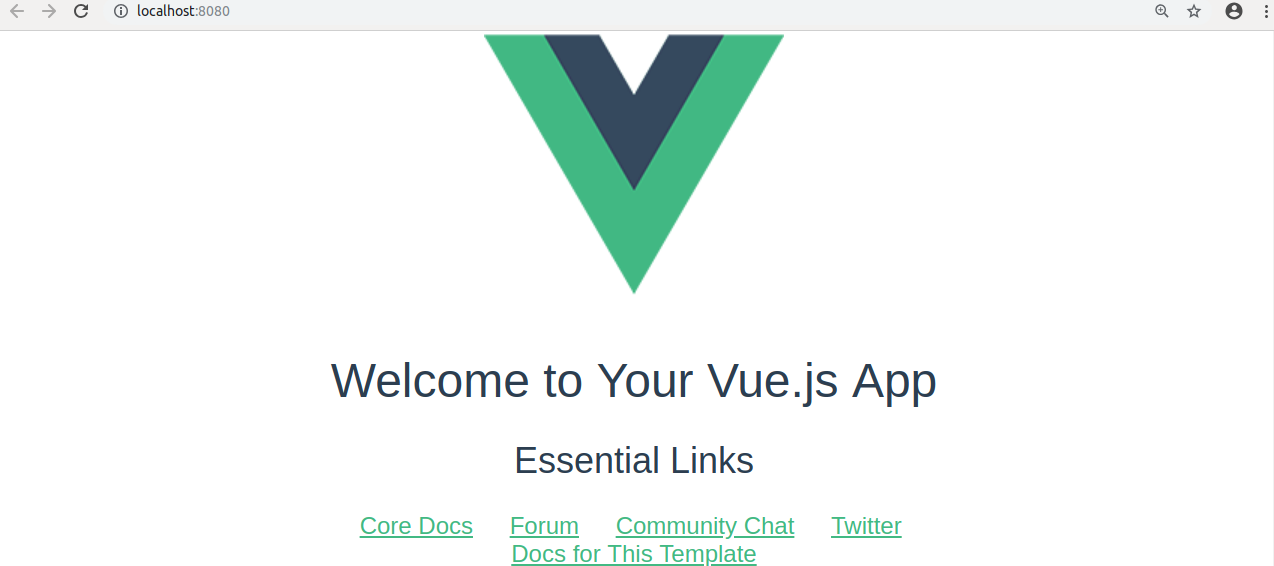 localhost:8080
Welcome to Your Vue.js App
Essential Links
Core Docs Forum Community Chat Twitter
Docs for This Template